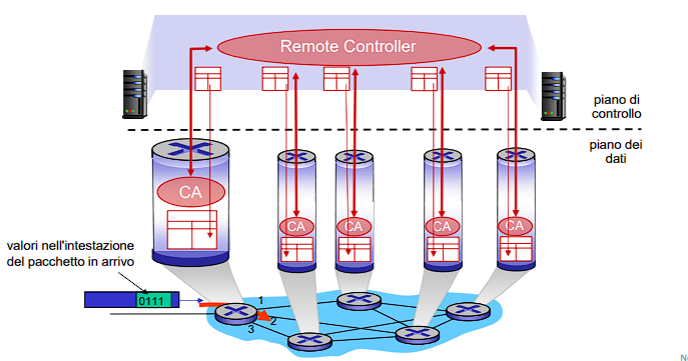 Remote Controller
piano di
controllo
piano dei
dati
CA
CA
CA
CA
CA
valori nell'intestazione
del pacchetto in arrivo
0111
1
2
3